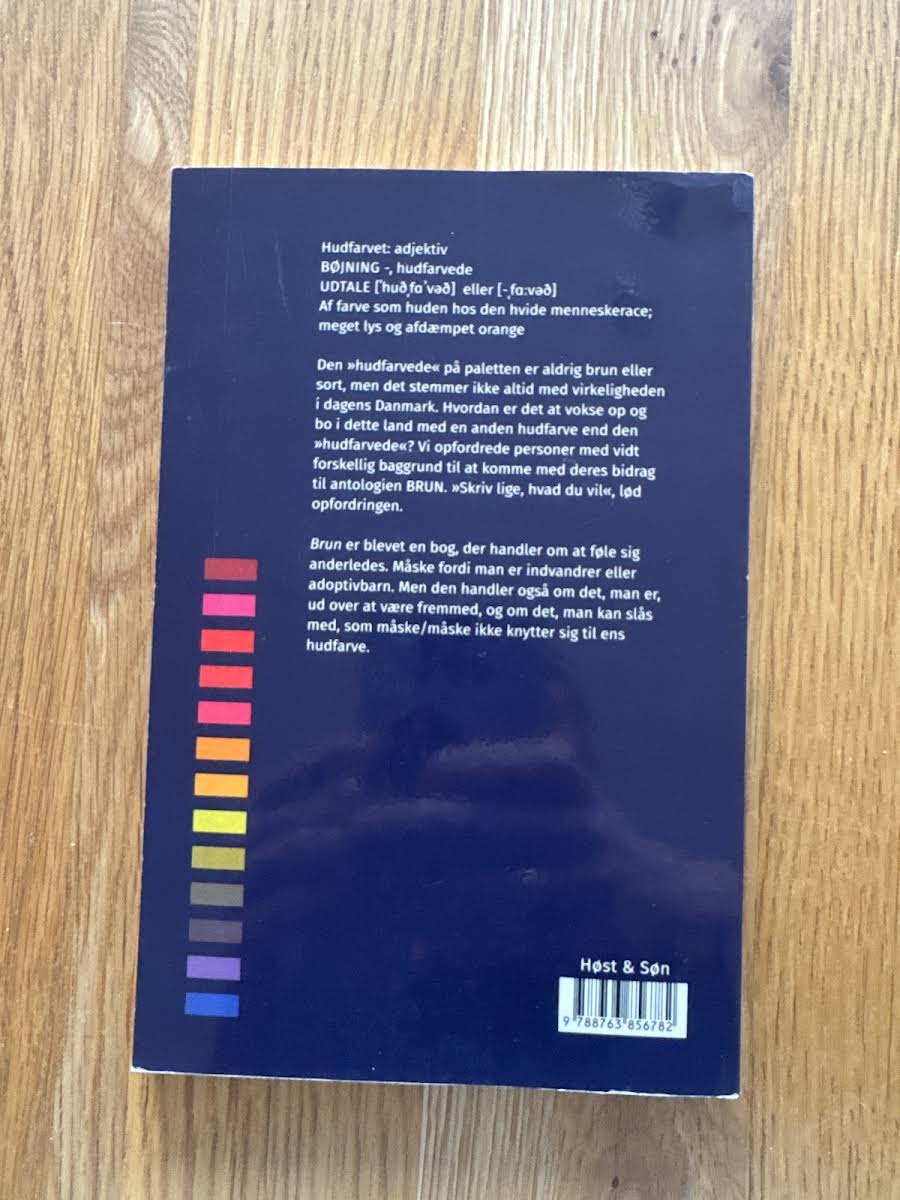 Hudfarvet: adjektiv
BØJNING -, hudfarvede
UDTALE [ˈhuðˌfɑˈvəð] eller [-ˌfɑ:vəð]
Af farve som huden hos den hvide menneskerace;
meget lys og afdæmpet orange
Den »hudfarvede« på paletten er aldrig brun eller
sort, men det stemmer ikke altid med virkeligheden
i dagens Danmark. Hvordan er det at vokse op og
bo i dette land med en anden hudfarve end den
»hudfarvede«? Vi opfordrede personer med vidt
forskellig baggrund til at komme med deres bidrag
til antologien BRUN. »Skriv lige, hvad du vil«, lød
opfordringen.
Brun er blevet en bog, der handler om at føle sig
anderledes. Måske fordi man er indvandrer eller
adoptivbarn. Men den handler også om det, man er,
ud over at være fremmed, og om det, man kan slås
med, som måske/måske ikke knytter sig til ens
hudfarve.
Høst & Søn
9 788763 856782